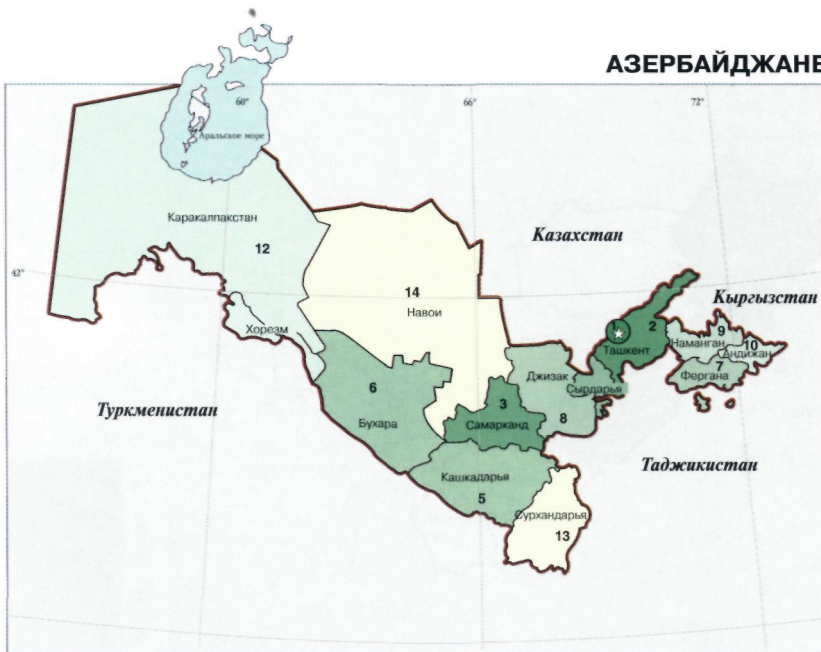 АЗЕРБАЙДЖАНЕ
60°
66°
72°
Аральское море
Каракалпакстан
12
Казахстан
42°
14
Навои
Кыргызстан
1
2
9
Наманган
10
Андижан
Хорезм
Ташкент
7
Фергана
Джизак
Сырдарья
6
3
8
Туркменистан
Бухара
Самарканд
Таджикистан
Кашкадарья
5
Сурхандарья
13